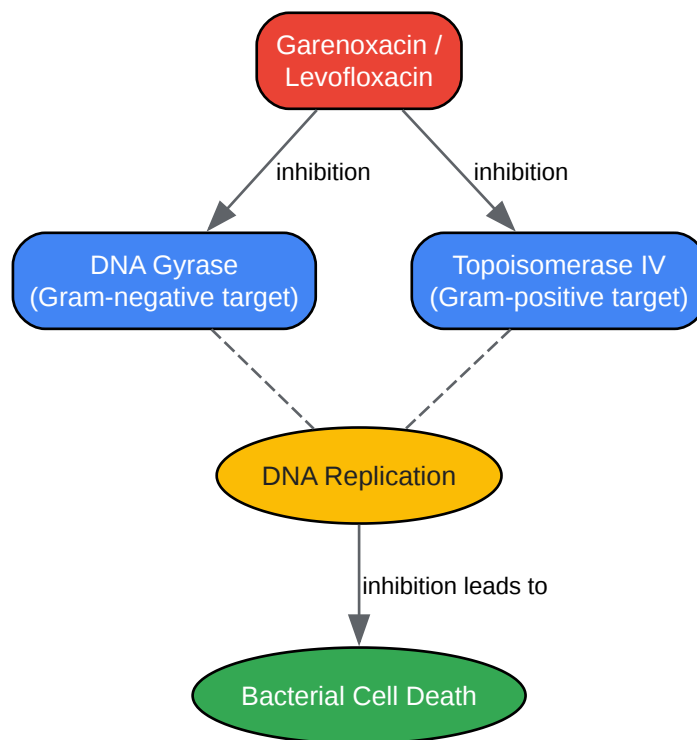 Garenoxacin /
Levofloxacin
inhibition
inhibition
DNA Gyrase
(Gram-negative target)
Topoisomerase IV
(Gram-positive target)
DNA Replication
inhibition leads to
Bacterial Cell Death